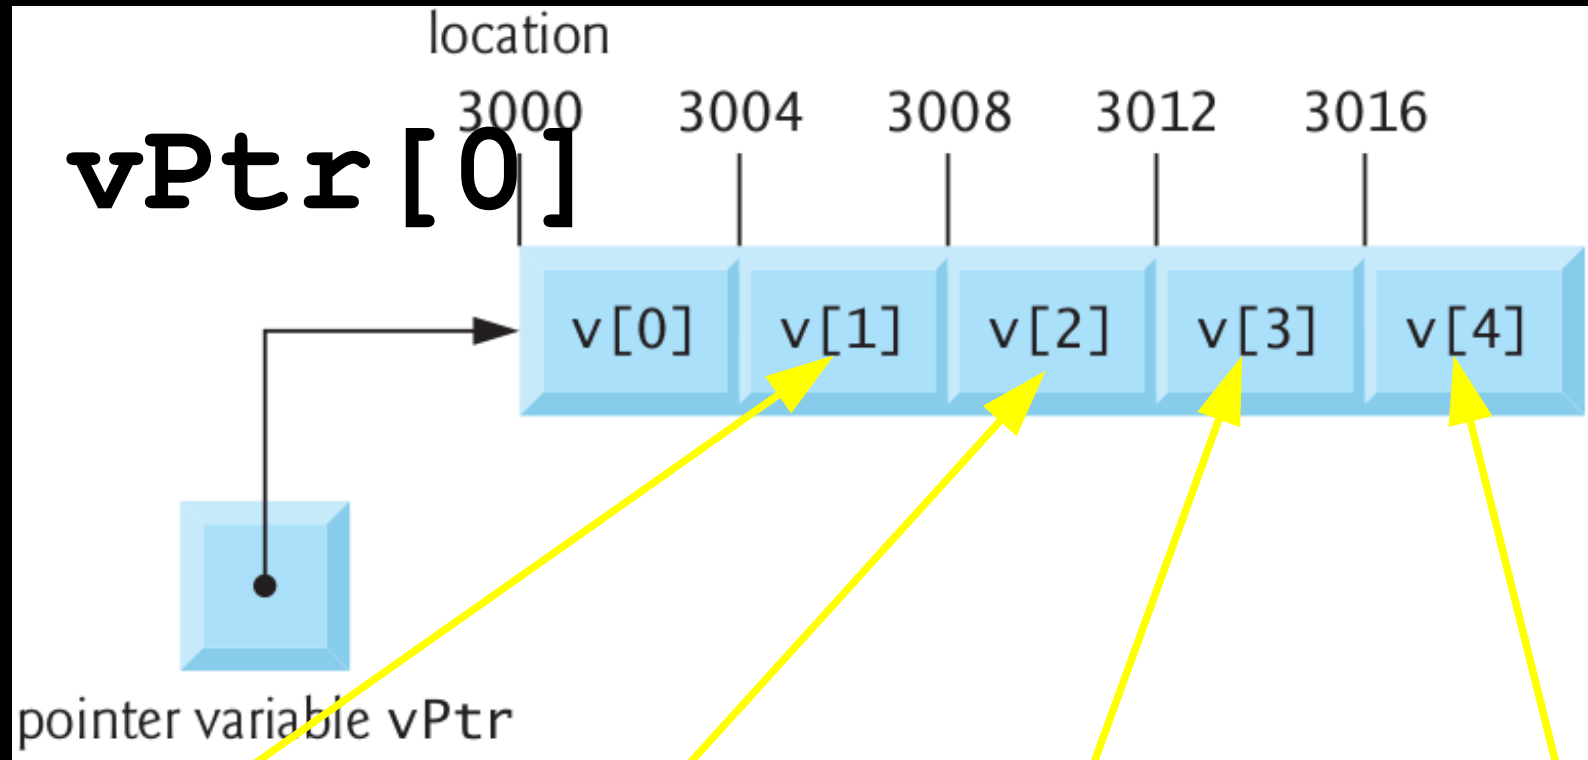 location
3000 3004 3008 3012 3016
vPtr[0]
v[0] v[1] v[2] v[3] v[4]
pointer variable vPtr